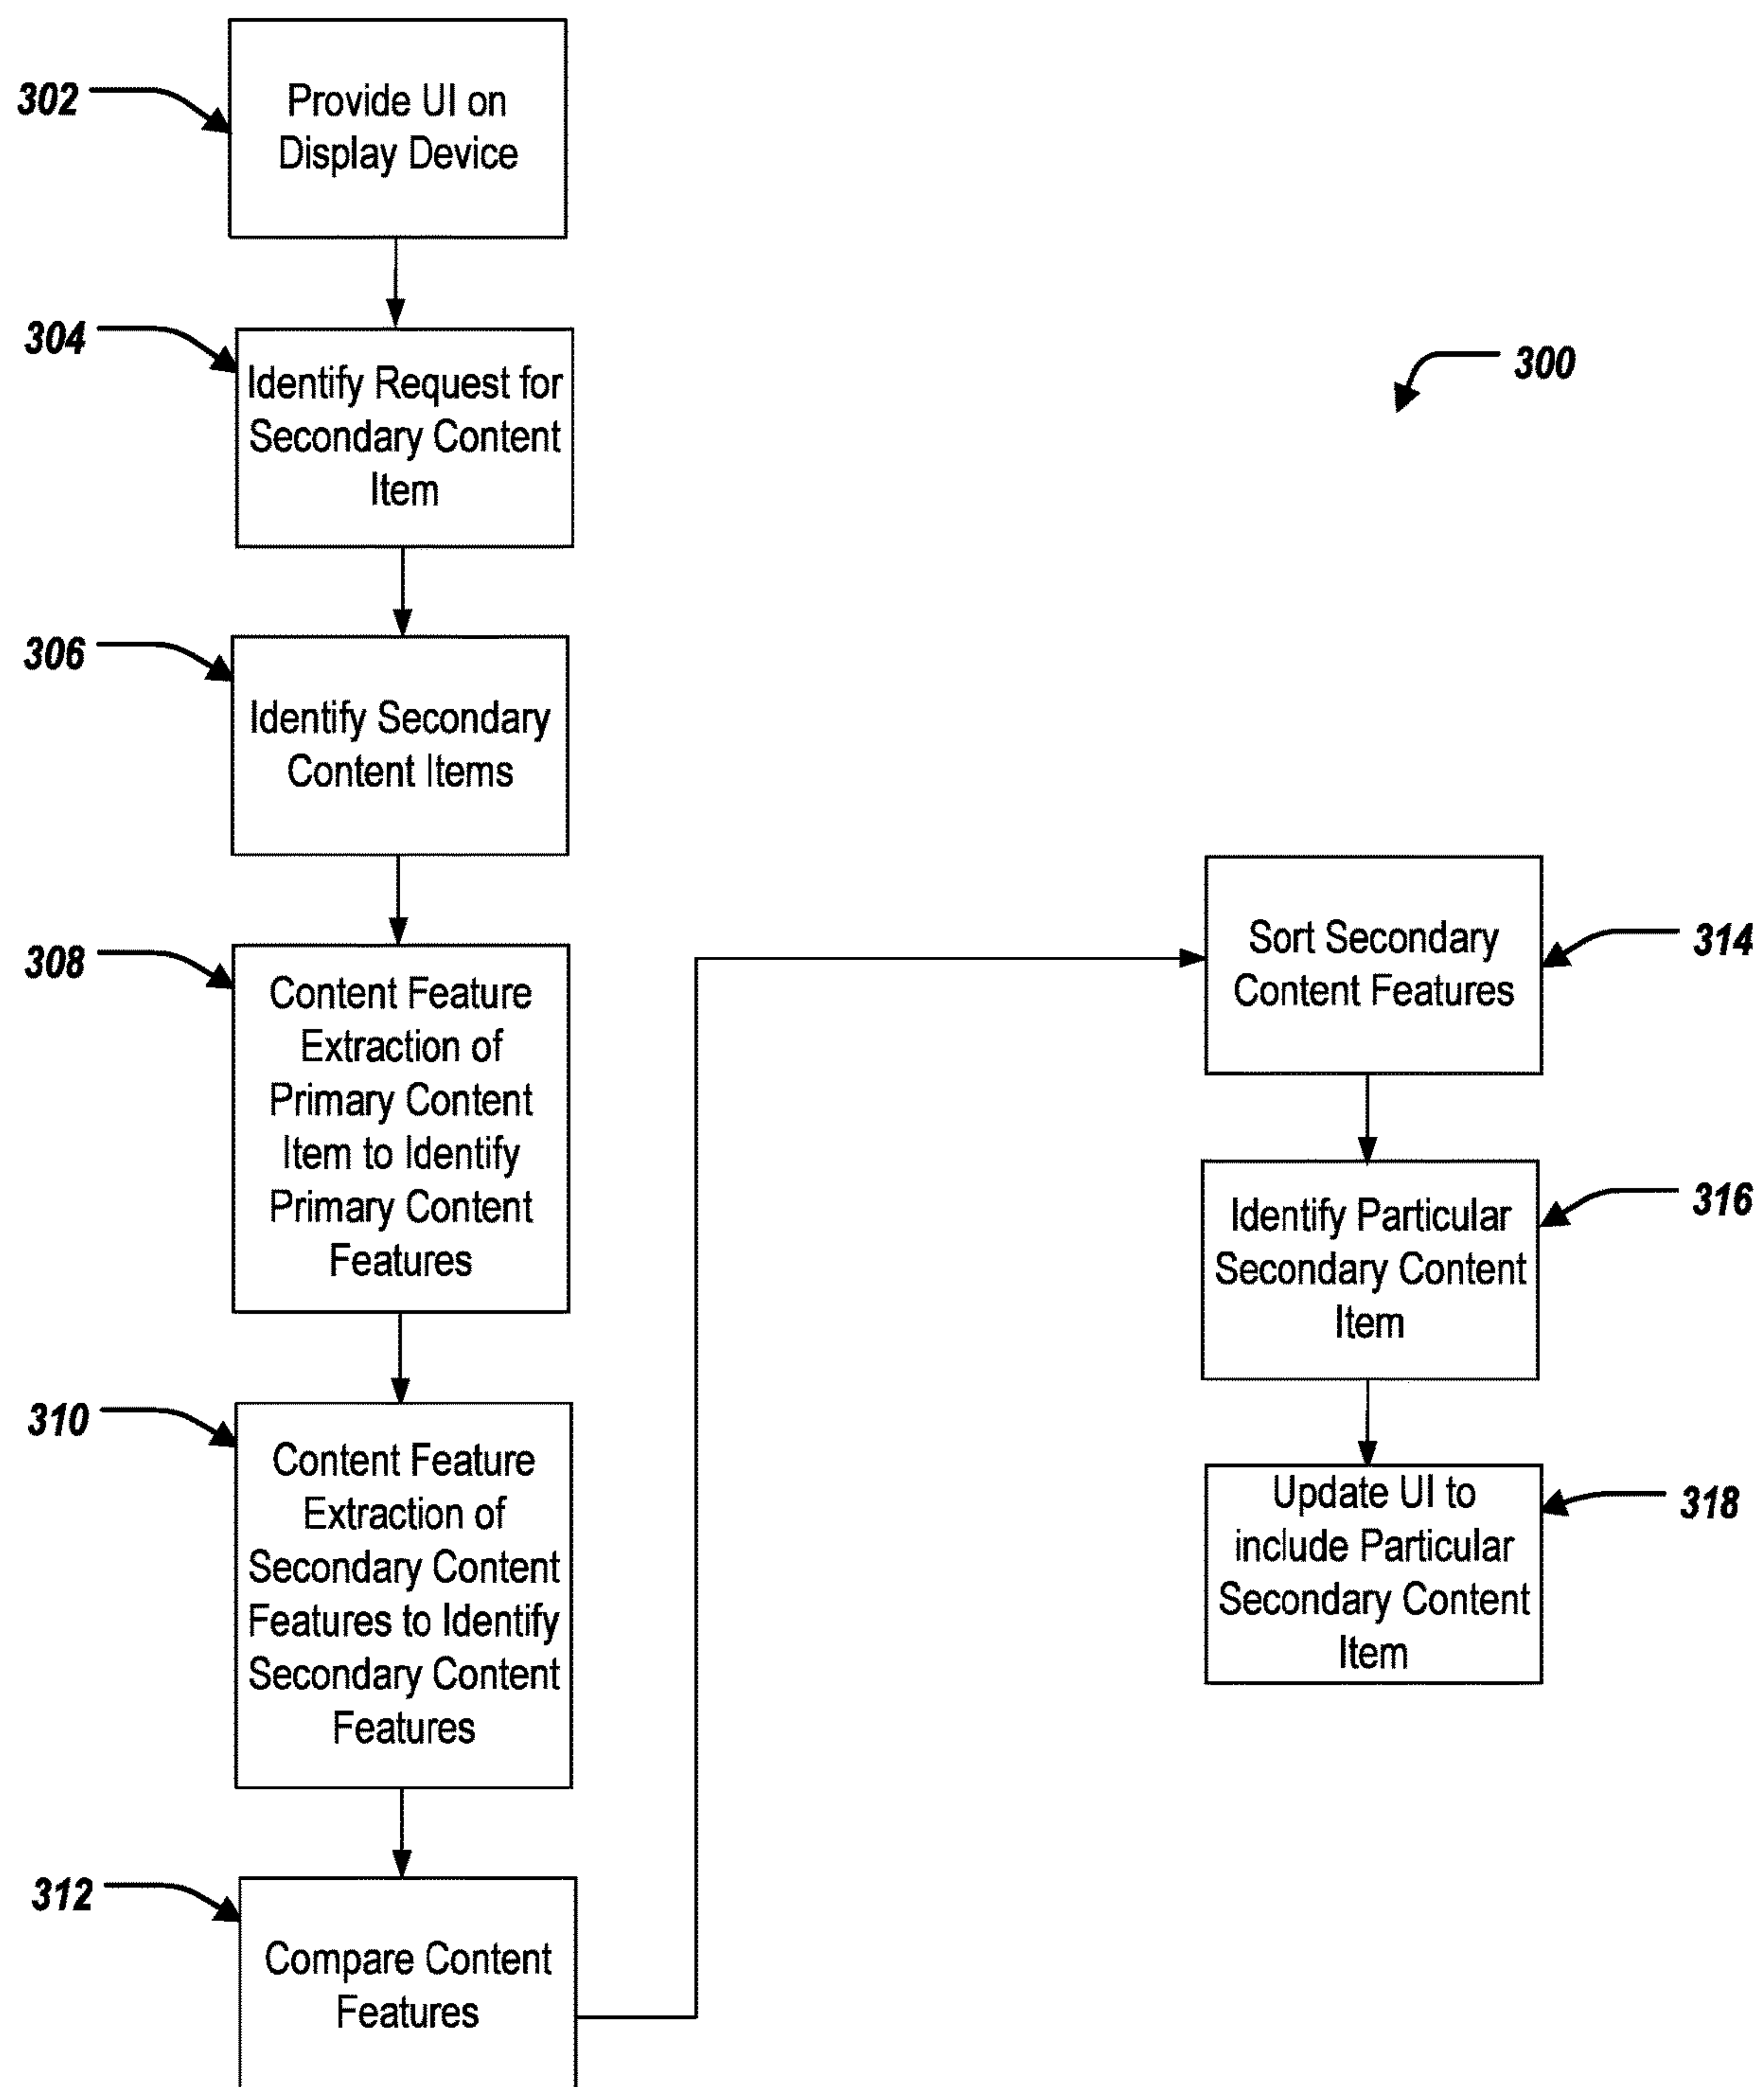 302
Provide UI on
Display Device
304
Identify Request for
Secondary Content
Item
300
306
Identify Secondary
Content Items
308
Content Feature
Extraction of
Primary Content
Item to Identify
Primary Content
Features
310
Content Feature
Extraction of
Secondary Content
Features to Identify
Secondary Content
Features
312
Compare Content
Features
314
Sort Secondary
Content Features
316
Identify Particular
Secondary Content
Item
318
Update UI to
include Particular
Secondary Content
Item